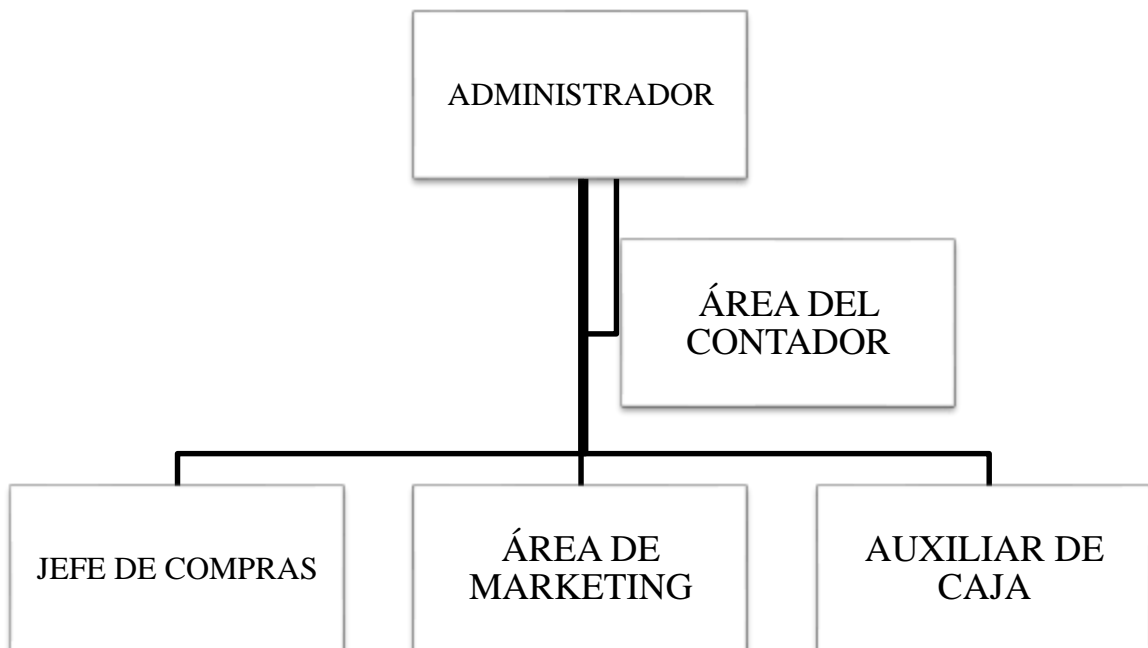 ADMINISTRADOR
ÁREA DEL
CONTADOR
JEFE DE COMPRAS
ÁREA DE
MARKETING
AUXILIAR DE
CAJA